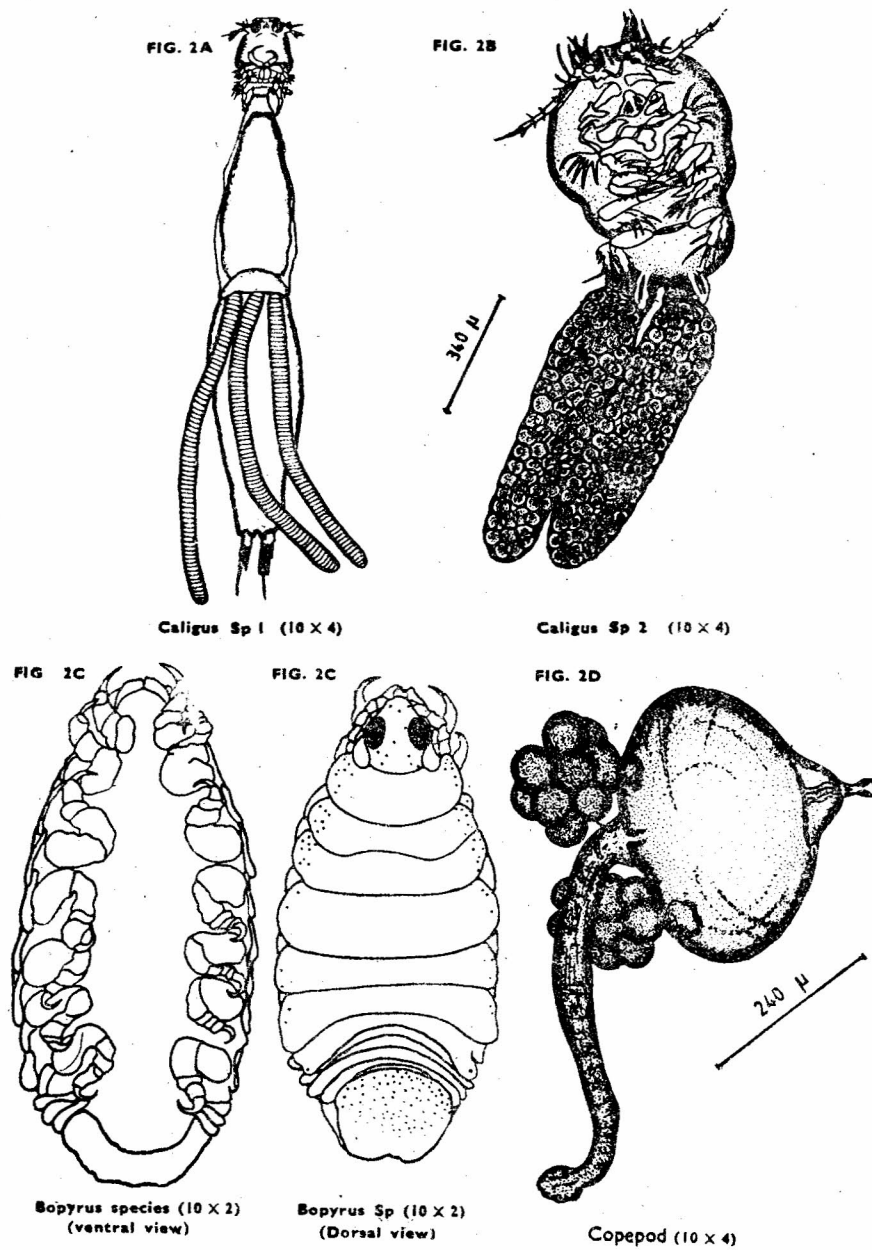 FIG. 2A
FIG. 2B
340 µ
Caligus Sp 1 (10 X 4)
Caligus Sp 2 (10 X 4)
FIG 2C
FIG. 2C
FIG. 2D
240 µ
Bopyrus species (10 X 2)
(ventral view)
Bopyrus Sp (10 X 2)
(Dorsal view)
Copepod (10 X 4)